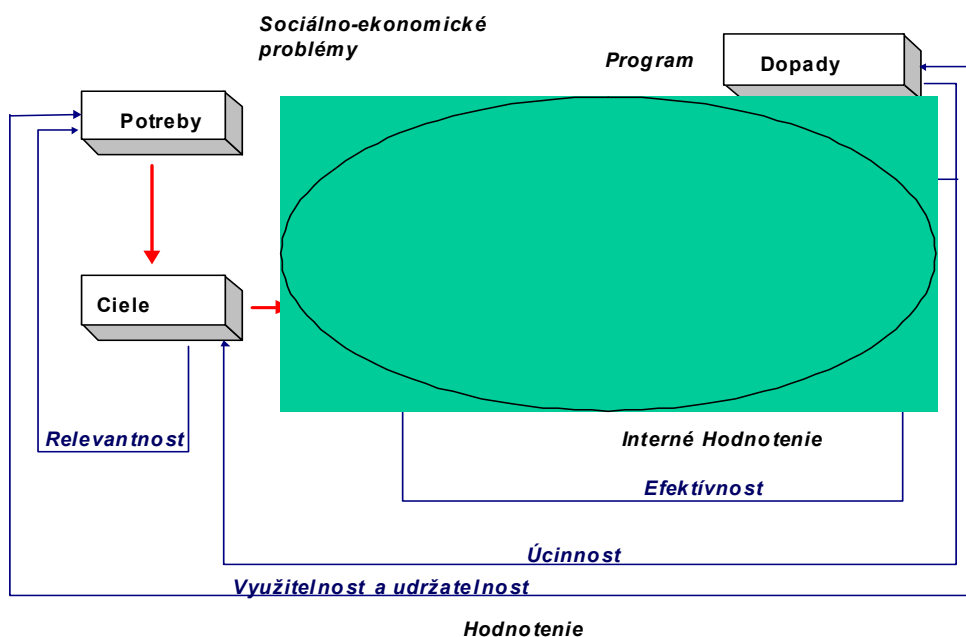 Sociálno-ekonomické
problémy
Program
Dopady
Potreby
Ciele
Relevantnost
Interné Hodnotenie
Efektívnost
Úcinnost
Využitelnost a udržatelnost
Hodnotenie